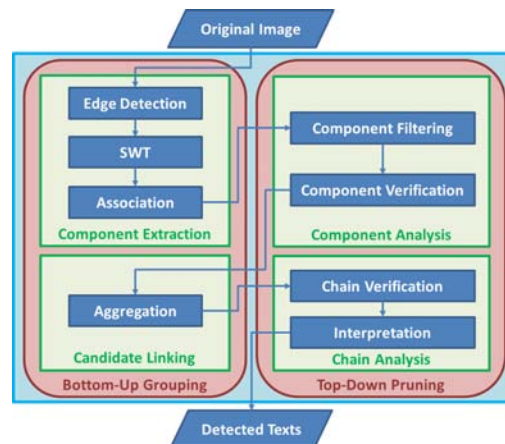 Original Image
Edge Detection
SWT
Association
Component Extraction
Component Filtering
Component Verification
Component Analysis
Aggregation
Candidate Linking
Bottom-Up Grouping
Chain Verification
Interpretation
Chain Analysis
Top-Down Pruning
Detected Texts